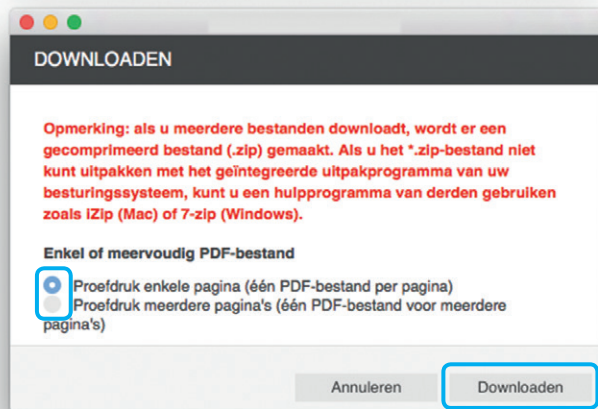 DOWNLOADEN
Opmerking: als u meerdere bestanden downloadt, wordt er een
gecomprimeerd bestand (.zip) gemaakt. Als u het *.zip-bestand niet
kunt uitpakken met het geïntegreerde uitpakprogramma van uw
besturingssysteem, kunt u een hulpprogramma van derden gebruiken
zoals iZip (Mac) of 7-zip (Windows).
Enkel of meervoudig PDF-bestand
Proefdruk enkele pagina (één PDF-bestand per pagina)
Proefdruk meerdere pagina's (één PDF-bestand voor meerdere
pagina's)
Annuleren Downloaden